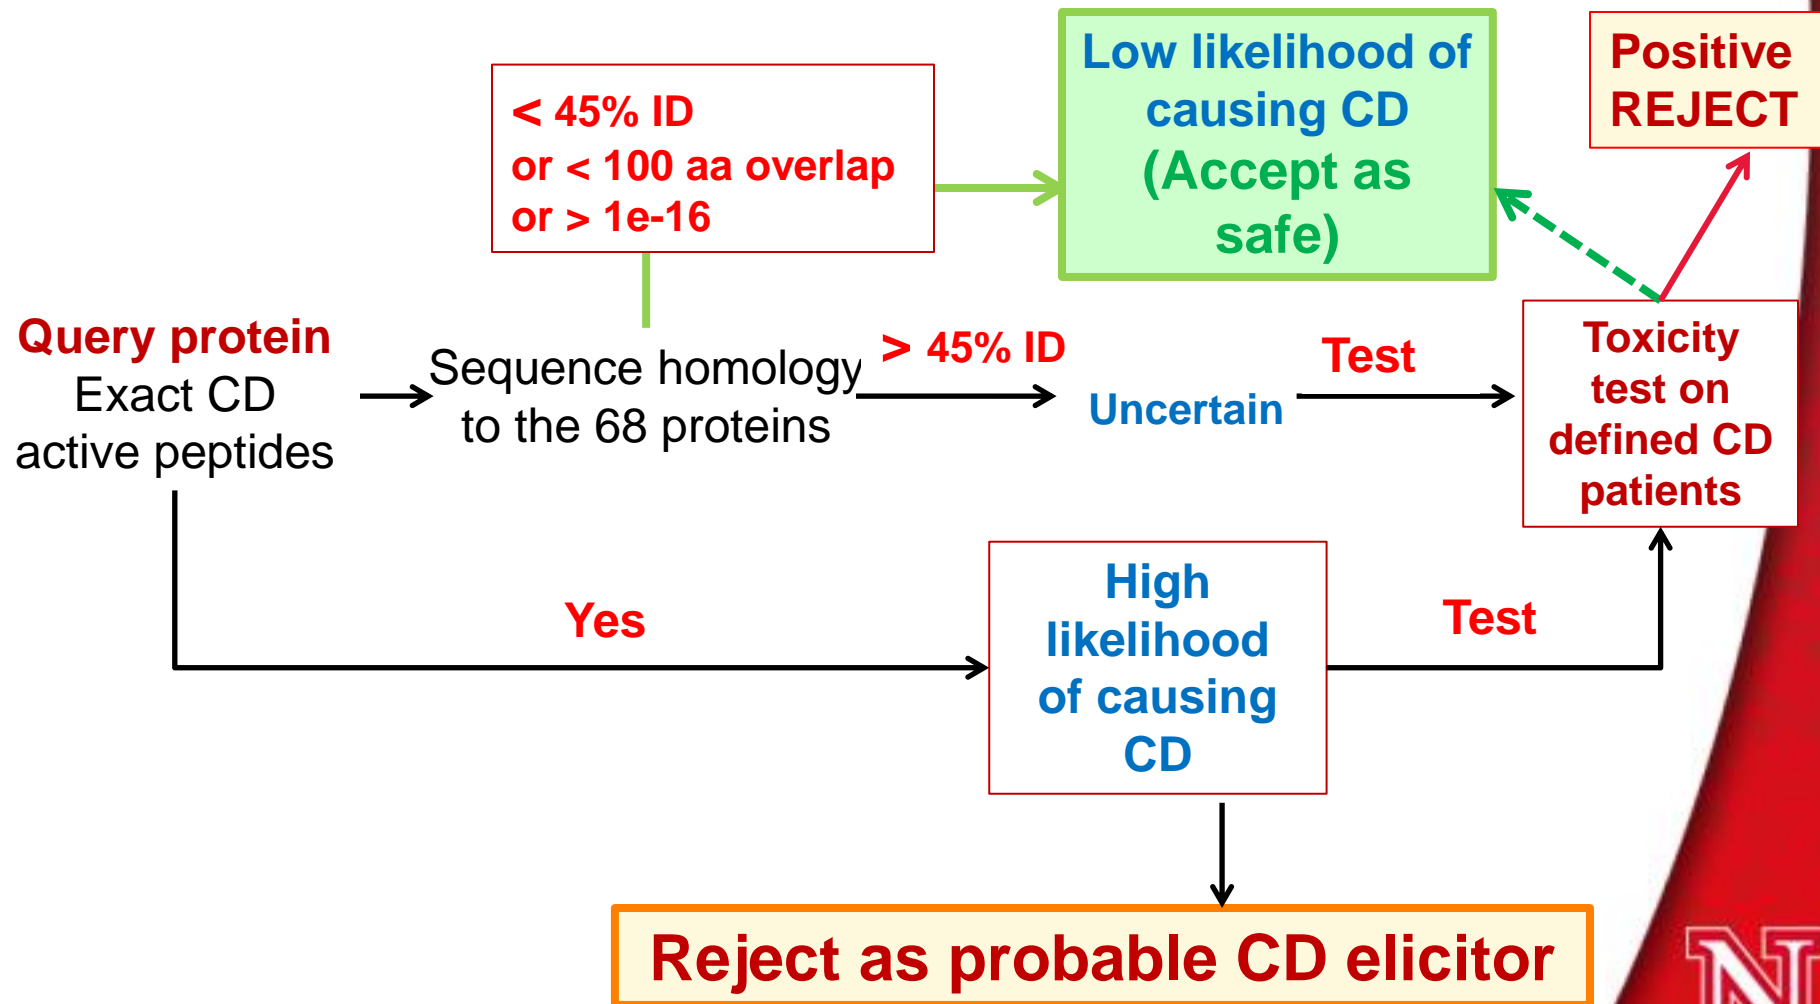 < 45% ID
or < 100 aa overlap
or > 1e-16
Low likelihood of
causing CD
(Accept as
safe)
Positive
REJECT
Query protein
Exact CD
active peptides
Sequence homology
to the 68 proteins
> 45% ID
Uncertain
Test
Toxicity
test on
defined CD
patients
Yes
High
likelihood
of causing
CD
Test
Reject as probable CD elicitor
N